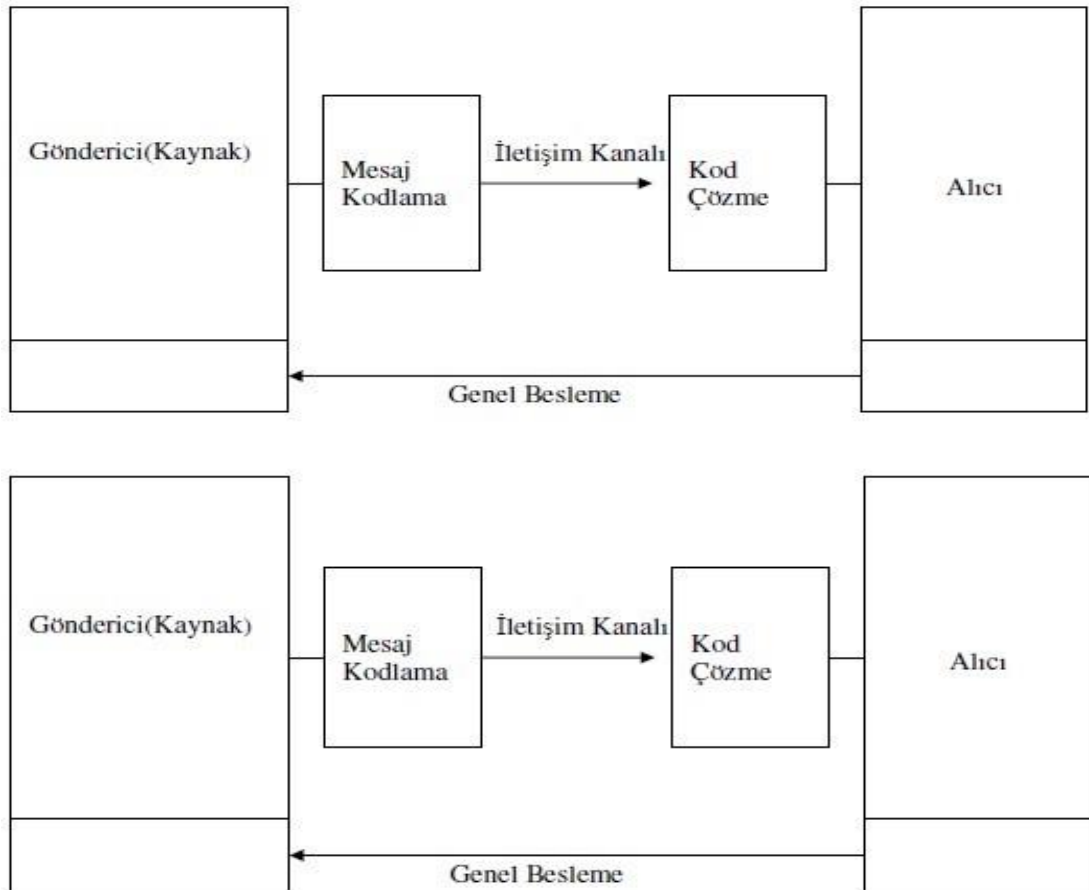 Gönderici(Kaynak)
Mesaj
Kodlama
İletişim Kanalı
Kod
Çözme
Alıcı
Genel Besleme
Gönderici(Kaynak)
Mesaj
Kodlama
İletişim Kanalı
Kod
Çözme
Alıcı
Genel Besleme